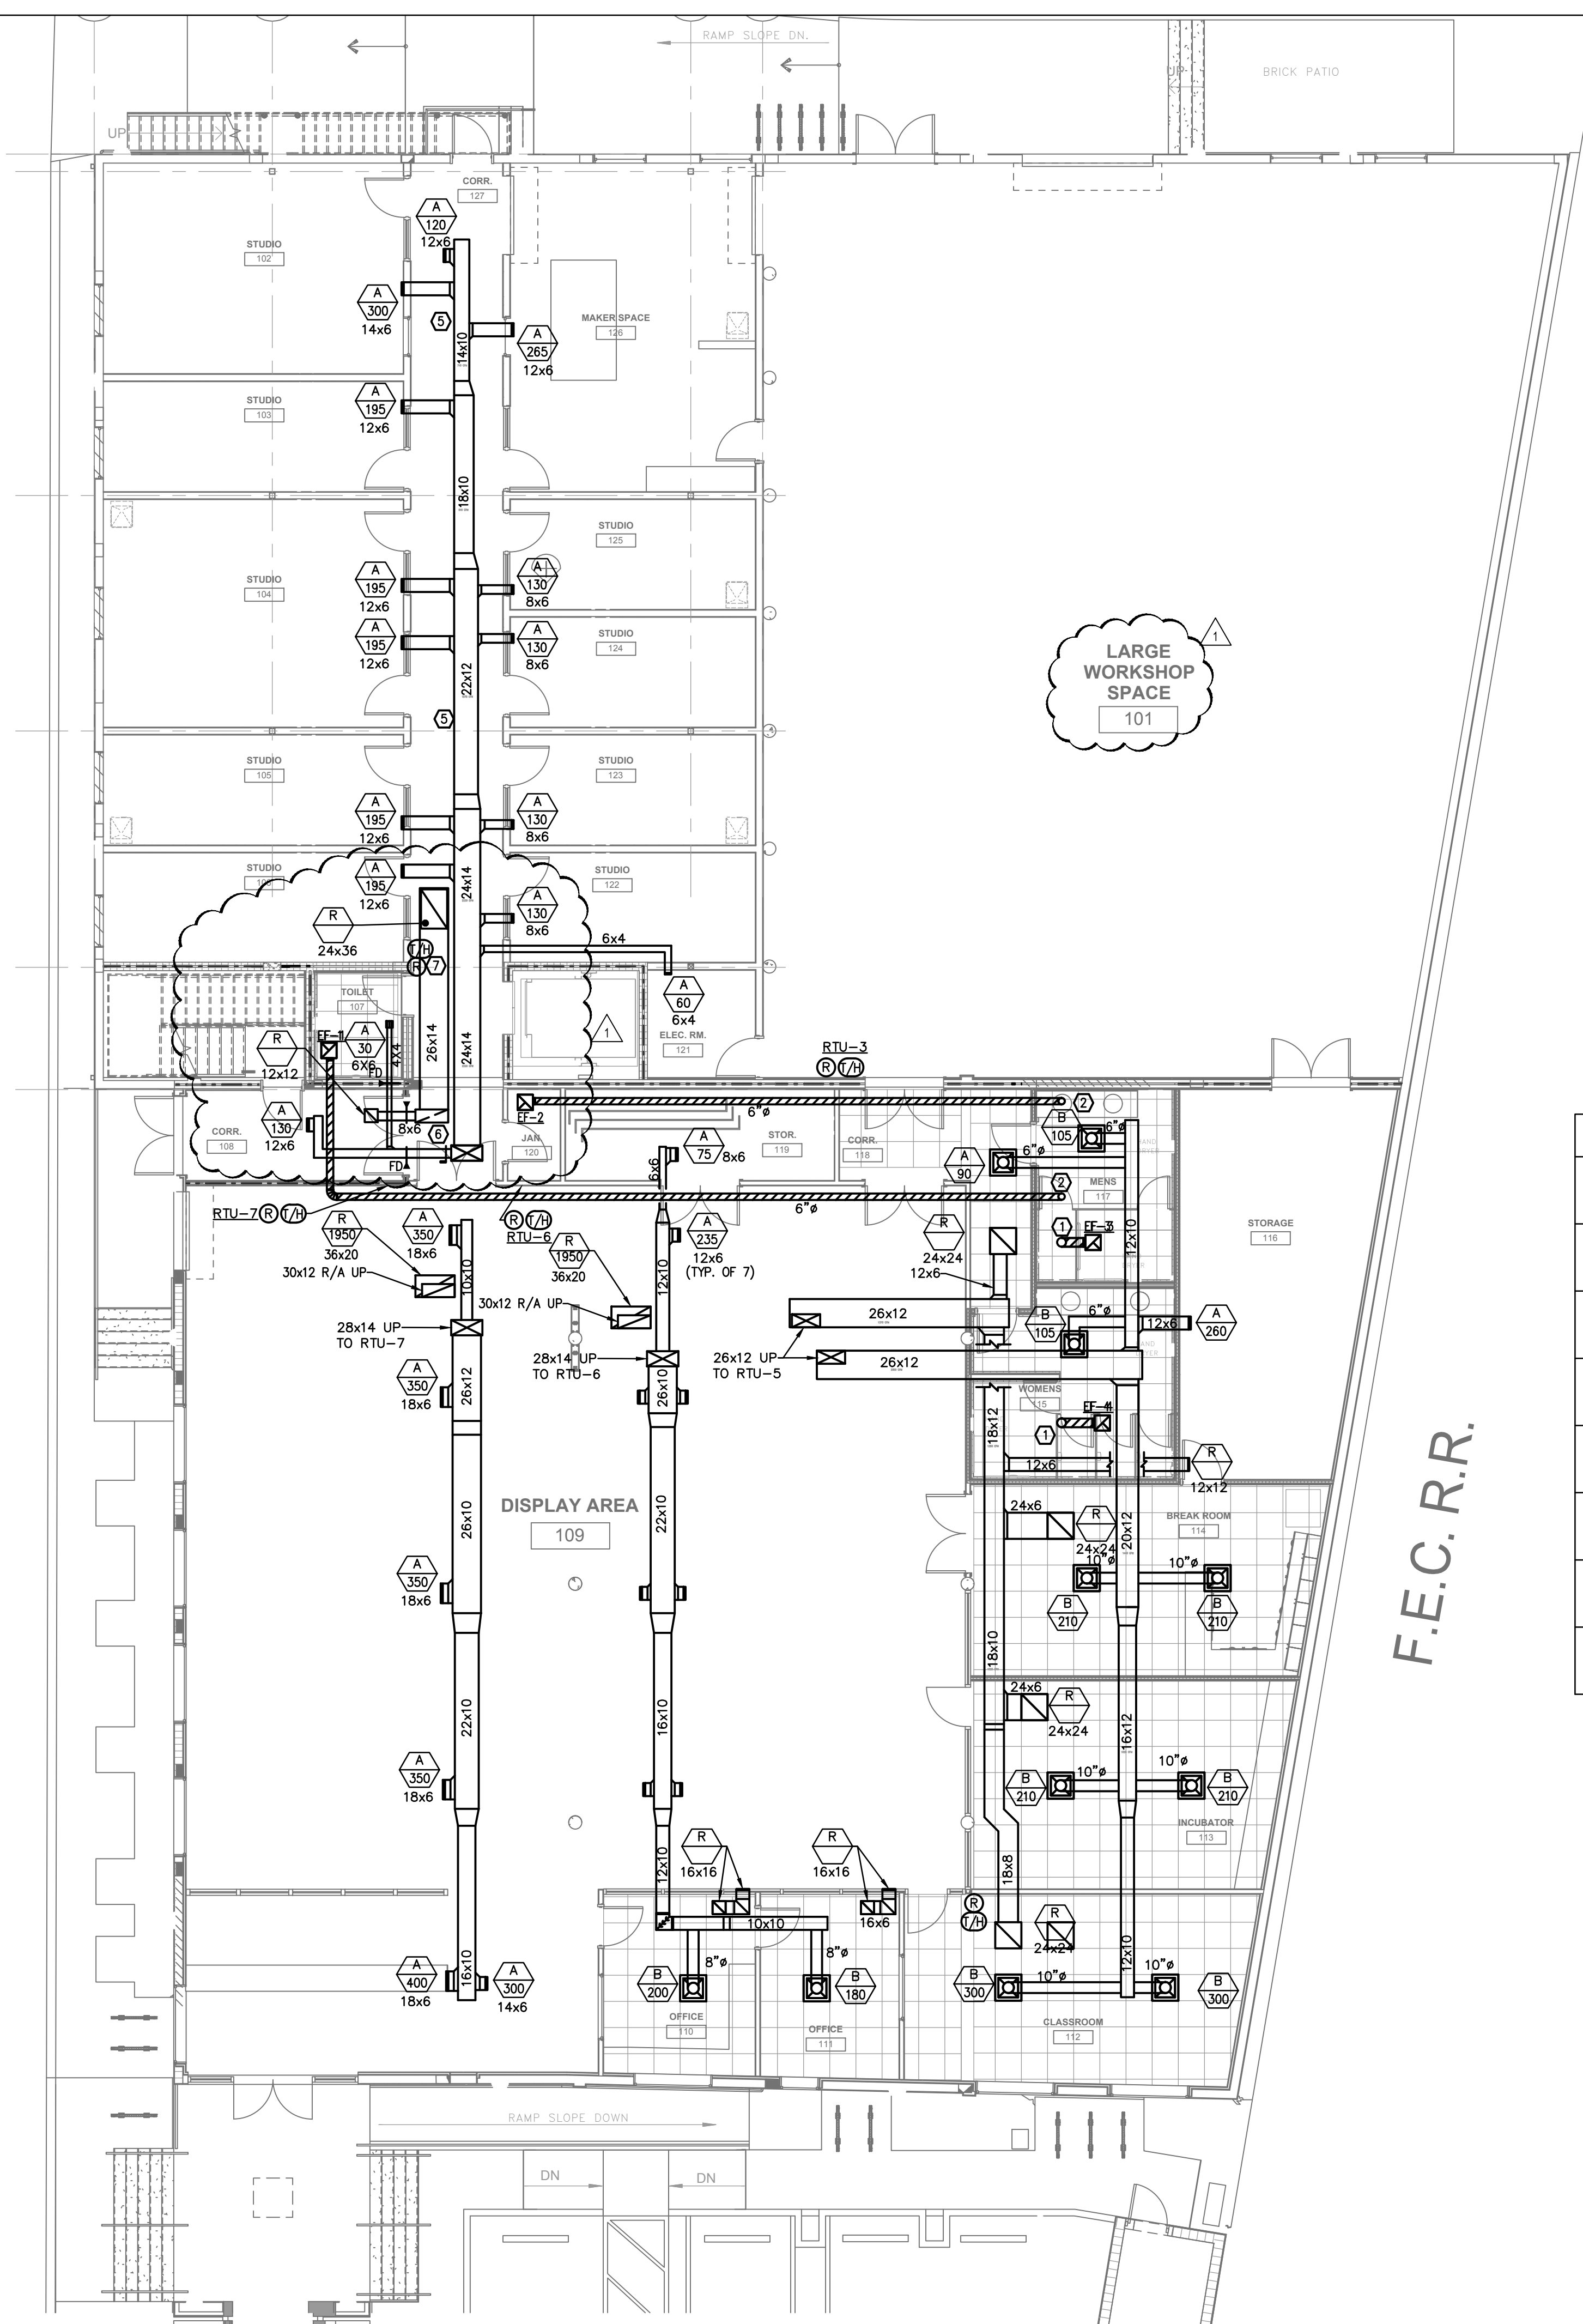 RAMP SLOPE DN.
UP
BRICK PATIO
UP
CORR.
127
A
120
12x6
STUDIO
102
A
300
14x6
5
14x10
MAKER SPACE
126
A
265
12x6
STUDIO
103
A
195
12x6
18x10
STUDIO
125
STUDIO
104
A
195
12x6
A
130
8x6
A
195
12x6
A
130
8x6
STUDIO
124
22x12
5
LARGE
WORKSHOP
SPACE
101
1
STUDIO
105
STUDIO
123
A
195
12x6
A
130
8x6
STUDIO
A
195
12x6
24x14
STUDIO
122
A
130
8x6
R
24x36
T/H
R
7
6x4
A
60
6x4
TOILET
107
EF-1
A
30
6X6
4X4
26x14
24x14
1
ELEC. RM.
121
R
12x12
FD
RTU-3
R
T/H
A
130
12x6
CORR.
108
8x6
6
FD
EF-2
JAN.
120
6"ø
STOR.
119
CORR.
118
A
75
8x6
6x6
2
B
105
6"ø
A
90
6"ø
MENS
117
2
6"ø
12x10
STORAGE
116
RTU-7
R
T/H
R
T/H
RTU-6
R
1950
36x20
30x12 R/A UP
A
350
18x6
10x10
R
1950
36x20
30x12 R/A UP
A
235
12x6
(TYP. OF 7)
12x10
R
24x24
12x6
1
EF-3
28x14 UP
TO RTU-7
28x14 UP
TO RTU-6
26x12
26x12 UP
TO RTU-5
26x12
B
105
6"ø
12x6
A
260
A
350
18x6
26x12
26x10
WOMENS
115
18x12
EF-4
1
12x6
R
12x12
DISPLAY AREA
109
26x10
22x10
24x6
R
24x24
BREAK ROOM
114
20x12
10"ø
10"ø
B
210
B
210
A
350
18x6
F.E.C. R.R.
18x10
24x6
R
24x24
22x10
16x10
16x12
A
350
18x6
10"ø
10"ø
B
210
B
210
INCUBATOR
113
12x10
R
16x16
R
16x16
18x8
10x10
16x6
R
T/H
R
24x24
12x10
A
400
18x6
16x10
A
300
14x6
8"ø
8"ø
B
200
B
180
B
300
10"ø
10"ø
B
300
OFFICE
110
OFFICE
111
CLASSROOM
112
RAMP SLOPE DOWN
DN
DN